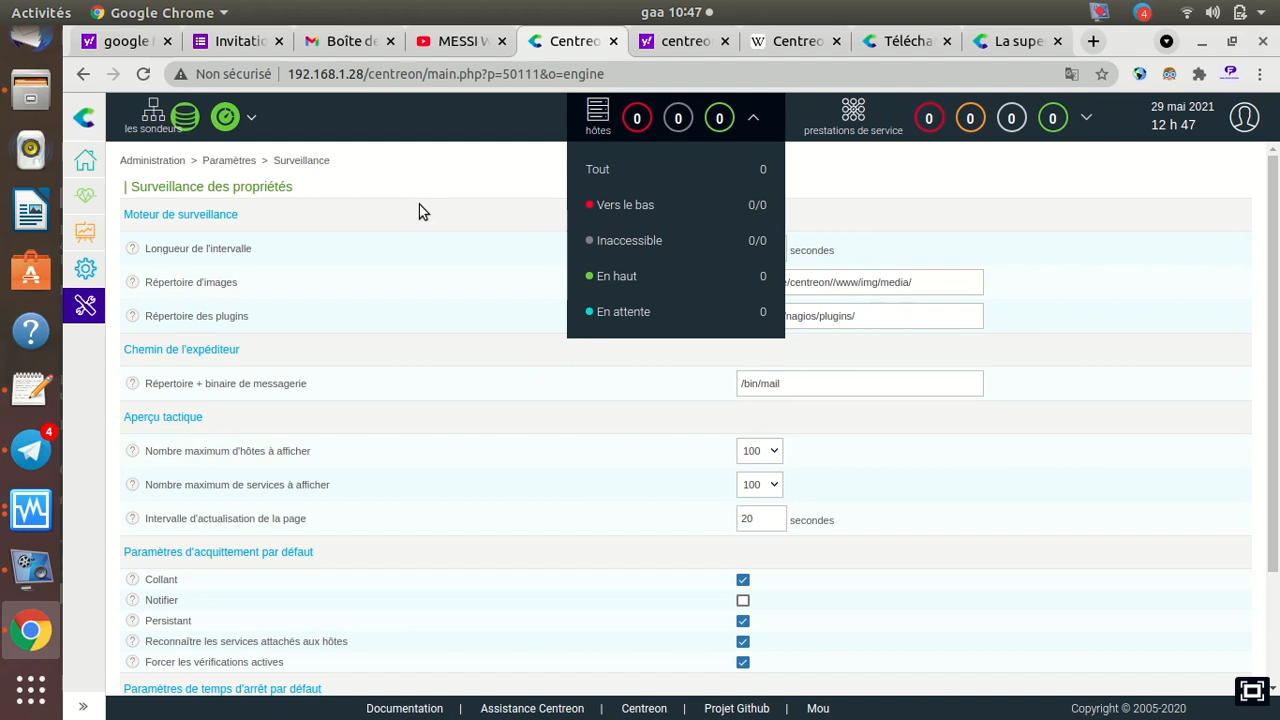 Activités Google Chrome gaa 10:47 4
google Invitatio Boîte de MESSI W Centreo centreo Centreo Télécha La supe
Non sécurisé 192.168.1.28/centreon/main.php?p=50111&o=engine
les sondeurs hôtes 0 0 0 prestations de service 0 0 0 0 29 mai 2021
12 h 47
Administration > Paramètres > Surveillance
Tout 0
| Surveillance des propriétés
Vers le bas 0/0
Moteur de surveillance
Inaccessible 0/0
Longueur de l'intervalle secondes
En haut 0
Répertoire d'images e/centreon//www/img/media/
En attente 0
Répertoire des plugins /nagios/plugins/
Chemin de l'expéditeur
Répertoire + binaire de messagerie /bin/mail
Aperçu tactique
Nombre maximum d'hôtes à afficher 100
4
Nombre maximum de services à afficher 100
Intervalle d'actualisation de la page 20 secondes
Paramètres d'acquittement par défaut
Collant
Notifier
Persistant
Reconnaître les services attachés aux hôtes
Forcer les vérifications actives
Paramètres de temps d'arrêt par défaut
Documentation | Assistance Centreon | Centreon | Projet Github | Mou Copyright © 2005-2020